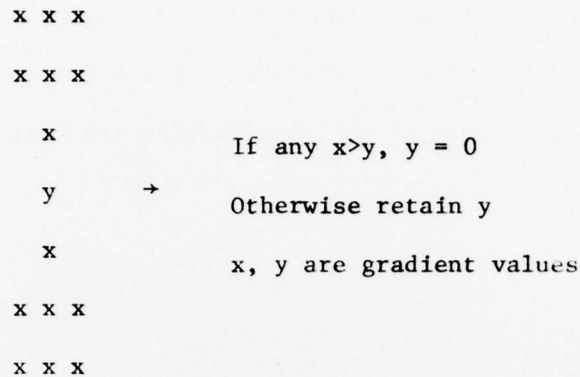 x x x
x x x
x
If any x>y, y = 0
y →
Otherwise retain y
x
x, y are gradient values
x x x
x x x